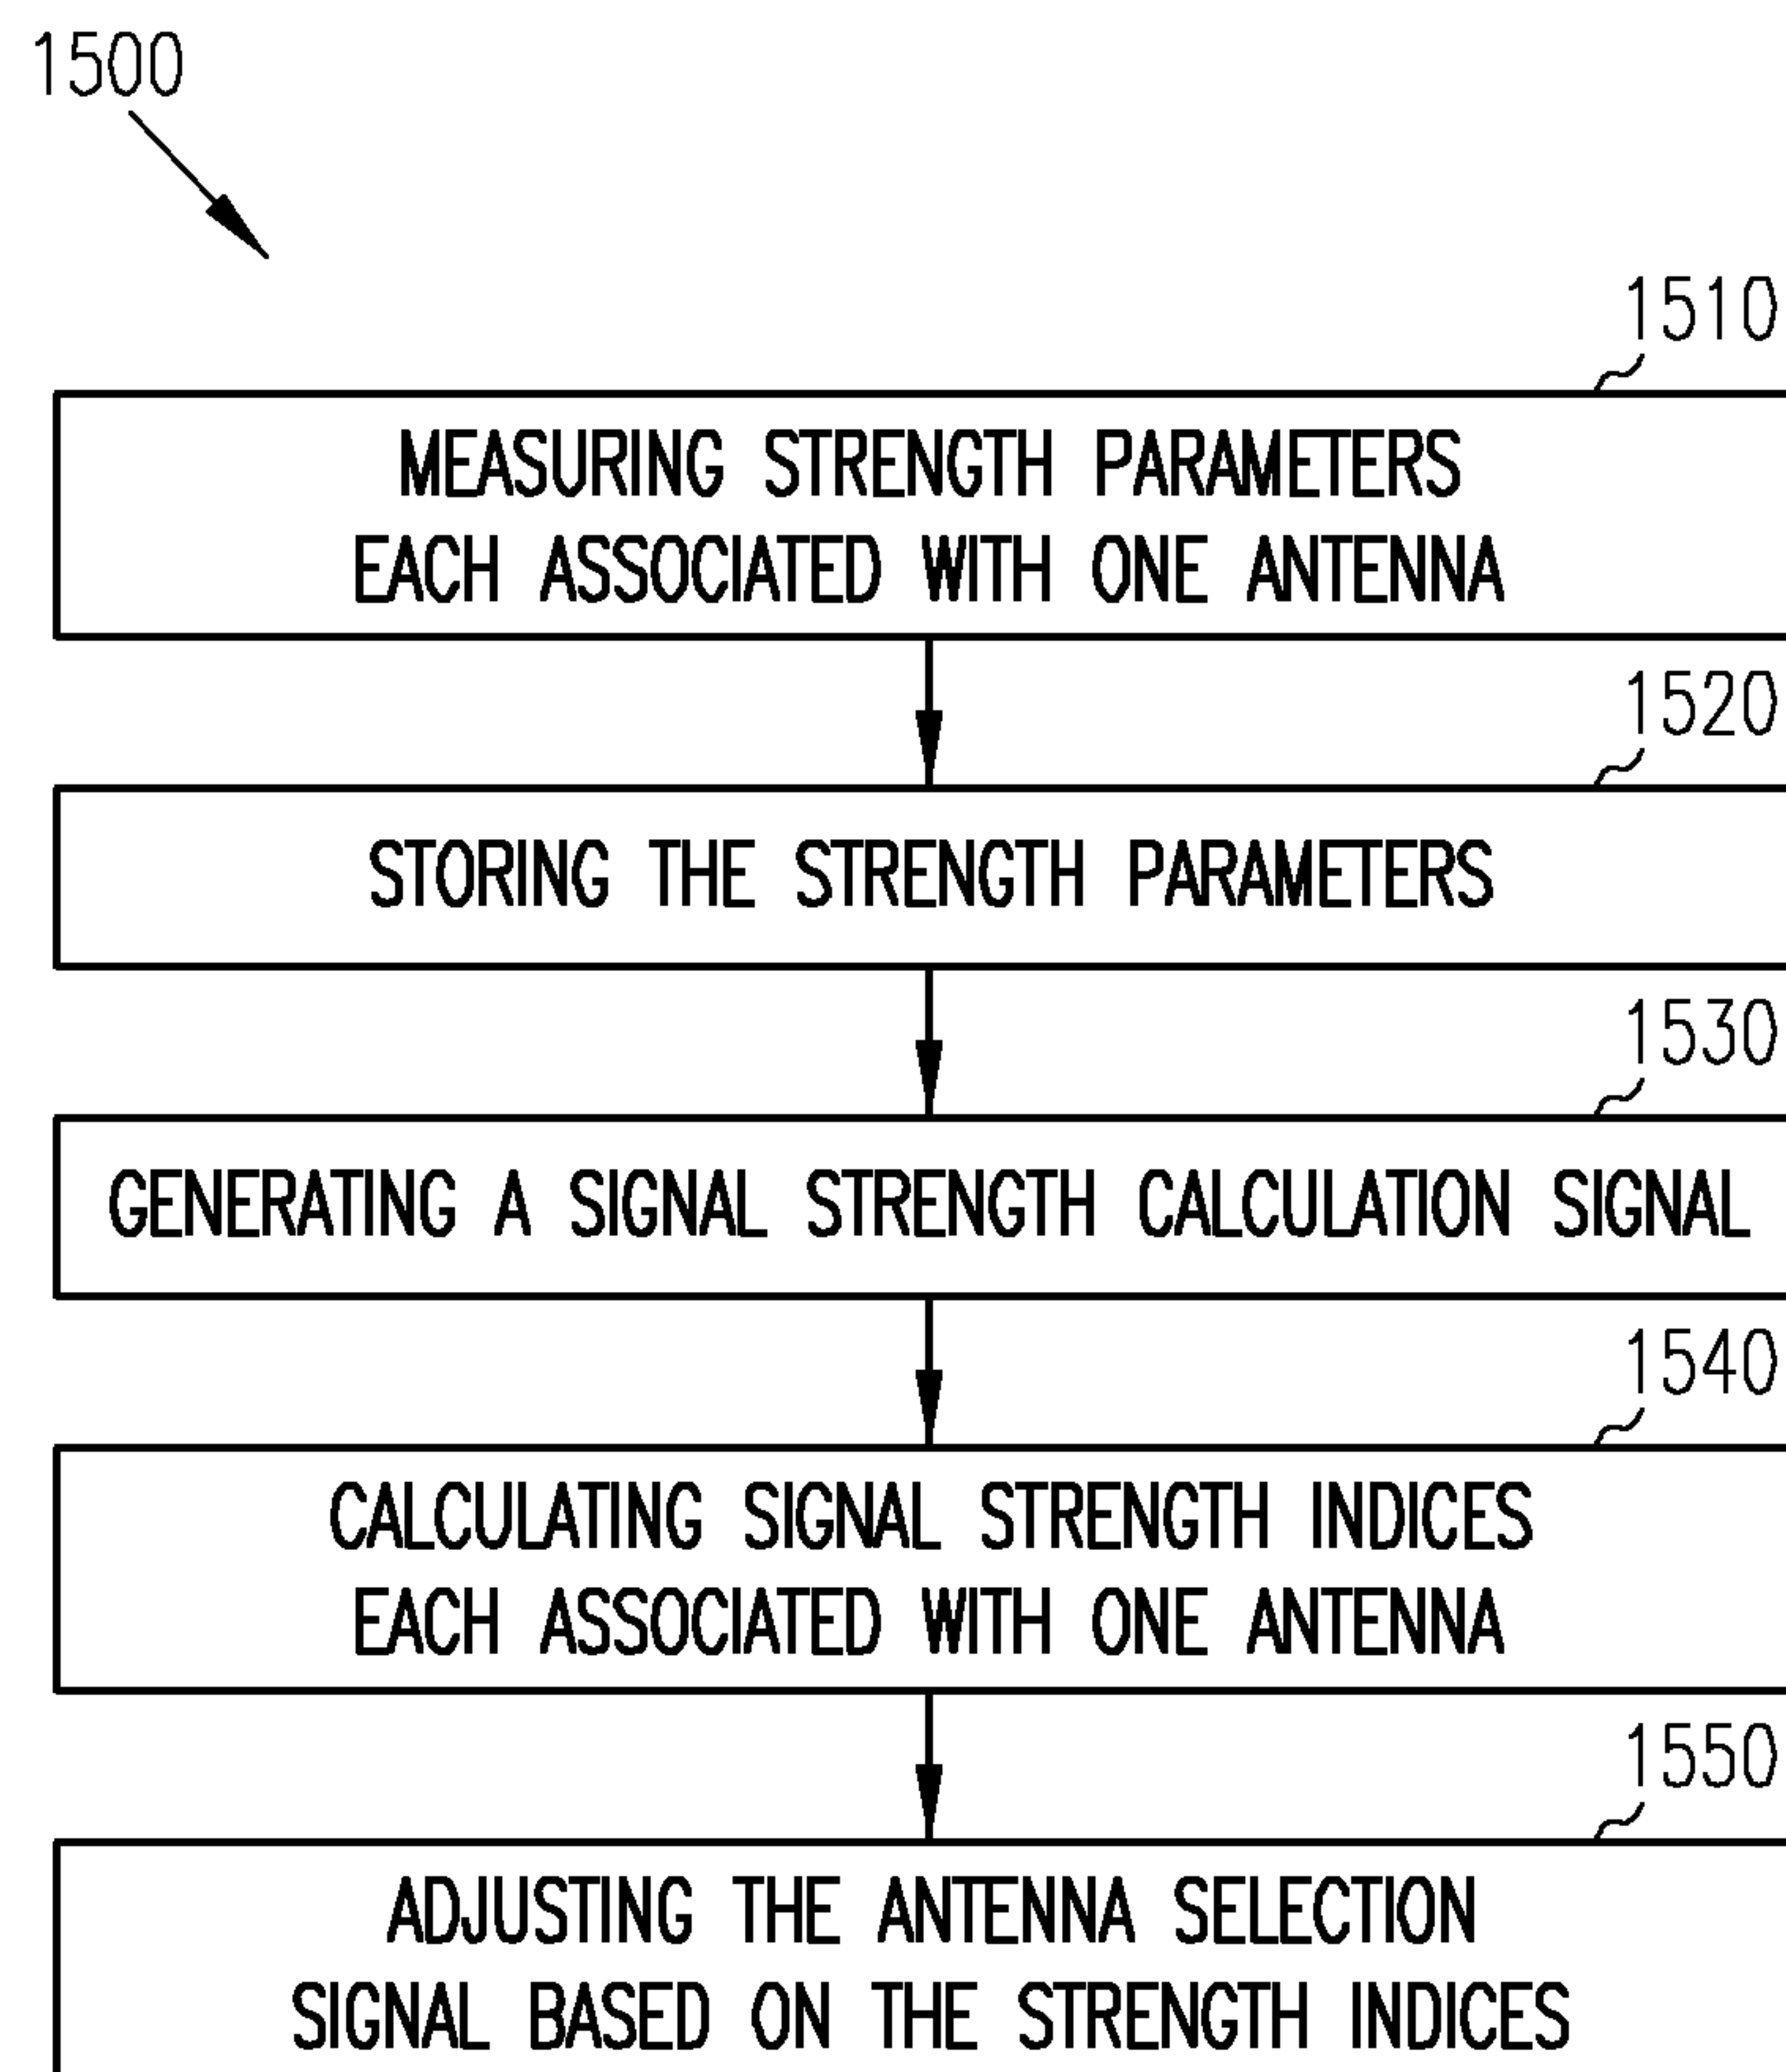 1500
1510
MEASURING STRENGTH PARAMETERS
EACH ASSOCIATED WITH ONE ANTENNA
1520
STORING THE STRENGTH PARAMETERS
1530
GENERATING A SIGNAL STRENGTH CALCULATION SIGNAL
1540
CALCULATING SIGNAL STRENGTH INDICES
EACH ASSOCIATED WITH ONE ANTENNA
1550
ADJUSTING THE ANTENNA SELECTION
SIGNAL BASED ON THE STRENGTH INDICES